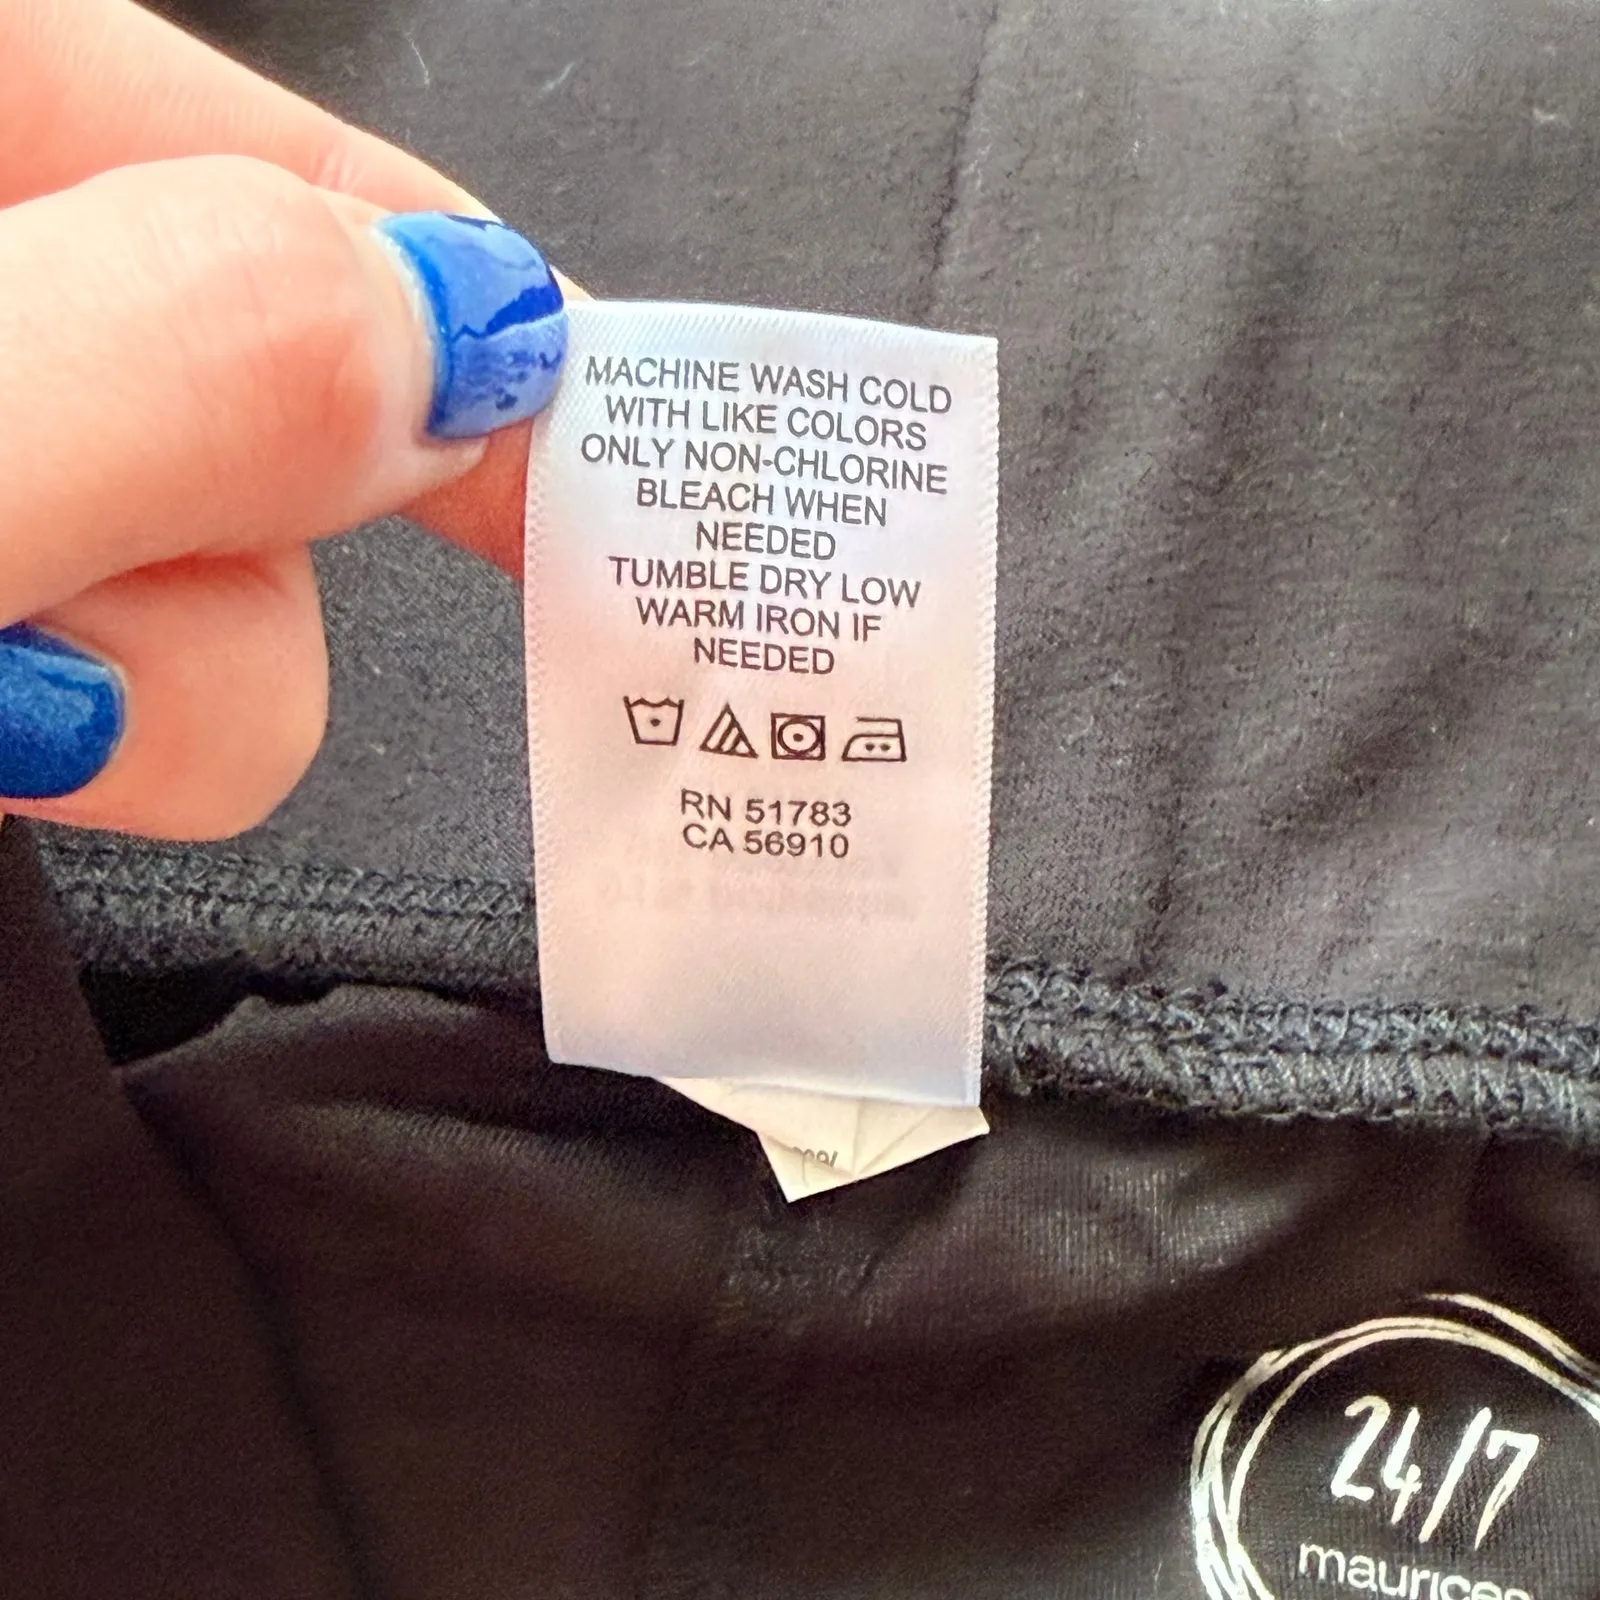 MACHINE WASH COLD
WITH LIKE COLORS
ONLY NON-CHLORINE
BLEACH WHEN
NEEDED
TUMBLE DRY LOW
WARM IRON IF
NEEDED
RN 51783
CA 56910
24/7
maurices